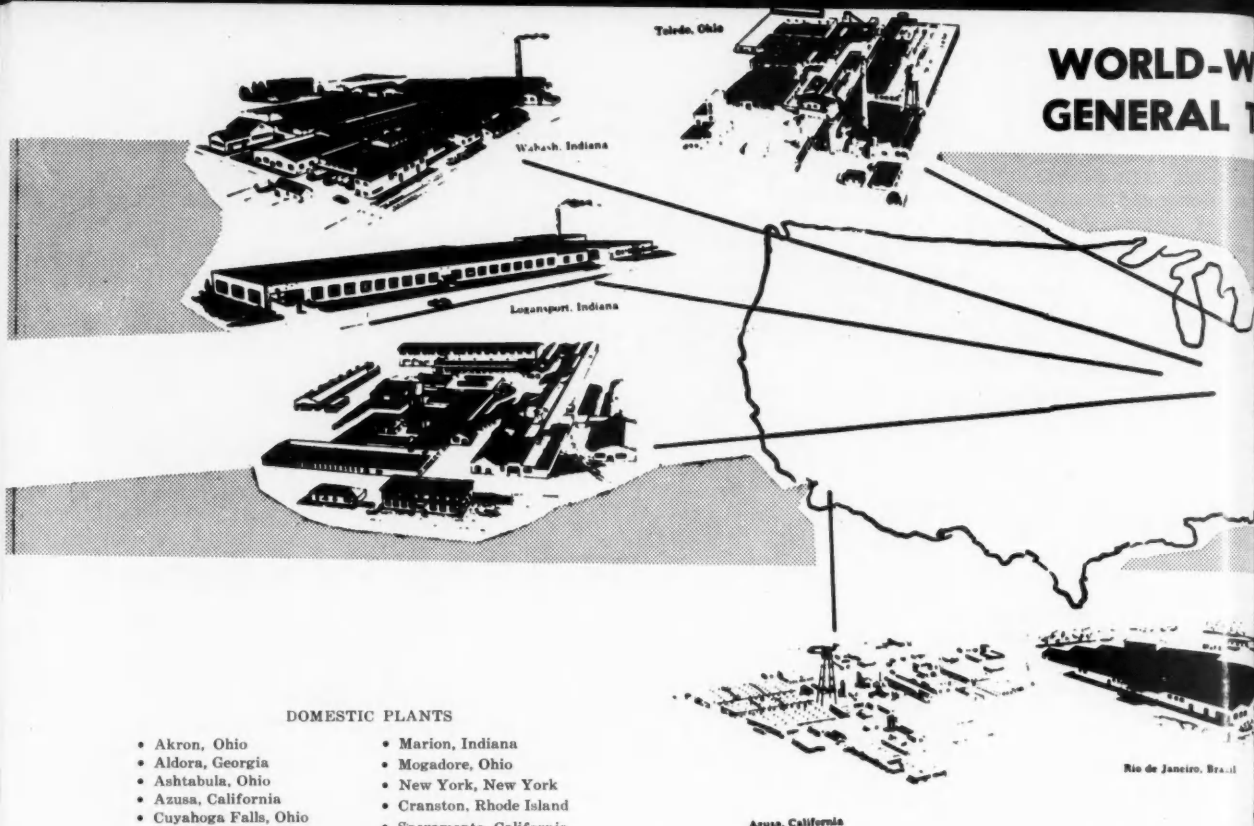 Toledo, Ohio
WORLD-W
GENERAL T
Wabash, Indiana
Logansport, Indiana
DOMESTIC PLANTS
• Akron, Ohio
• Aldora, Georgia
• Ashtabula, Ohio
• Azusa, California
• Cuyahoga Falls, Ohio
• Marion, Indiana
• Mogadore, Ohio
• New York, New York
• Cranston, Rhode Island
• Sacramento, California
Rio de Janeiro, Brazil
Azusa, California